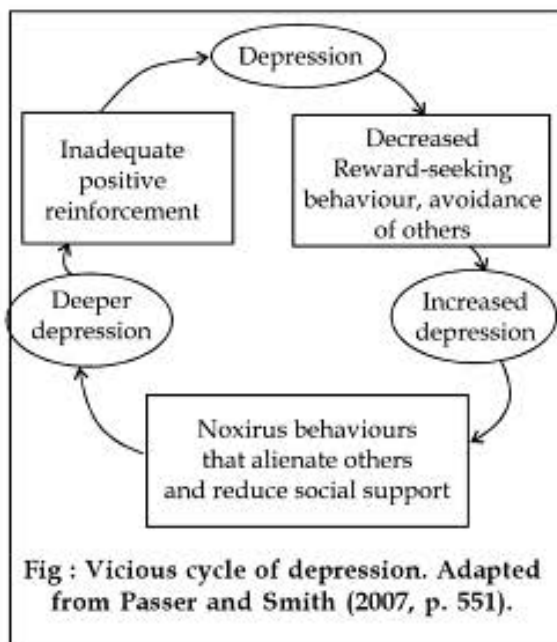 Depression
Decreased
Reward-seeking
behaviour, avoidance
of others
Increased
depression
Noxirus behaviours
that alienate others
and reduce social support
Deeper
depression
Inadequate
positive
reinforcement
Fig : Vicious cycle of depression. Adapted
from Passer and Smith (2007, p. 551).